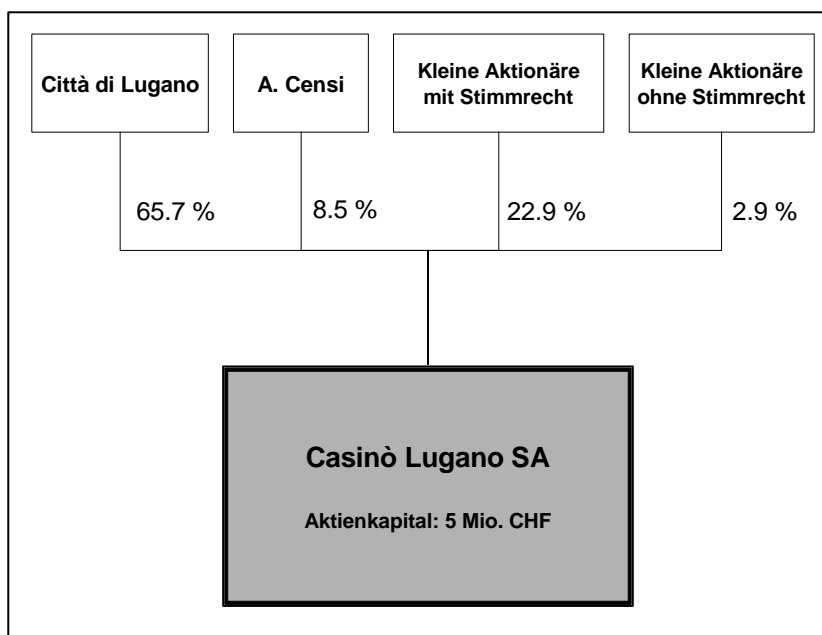 Città di Lugano
A. Censi
Kleine Aktionäre
mit Stimmrecht
Kleine Aktionäre
ohne Stimmrecht
65.7 %
8.5 %
22.9 %
2.9 %
Casinò Lugano SA
Aktienkapital: 5 Mio. CHF